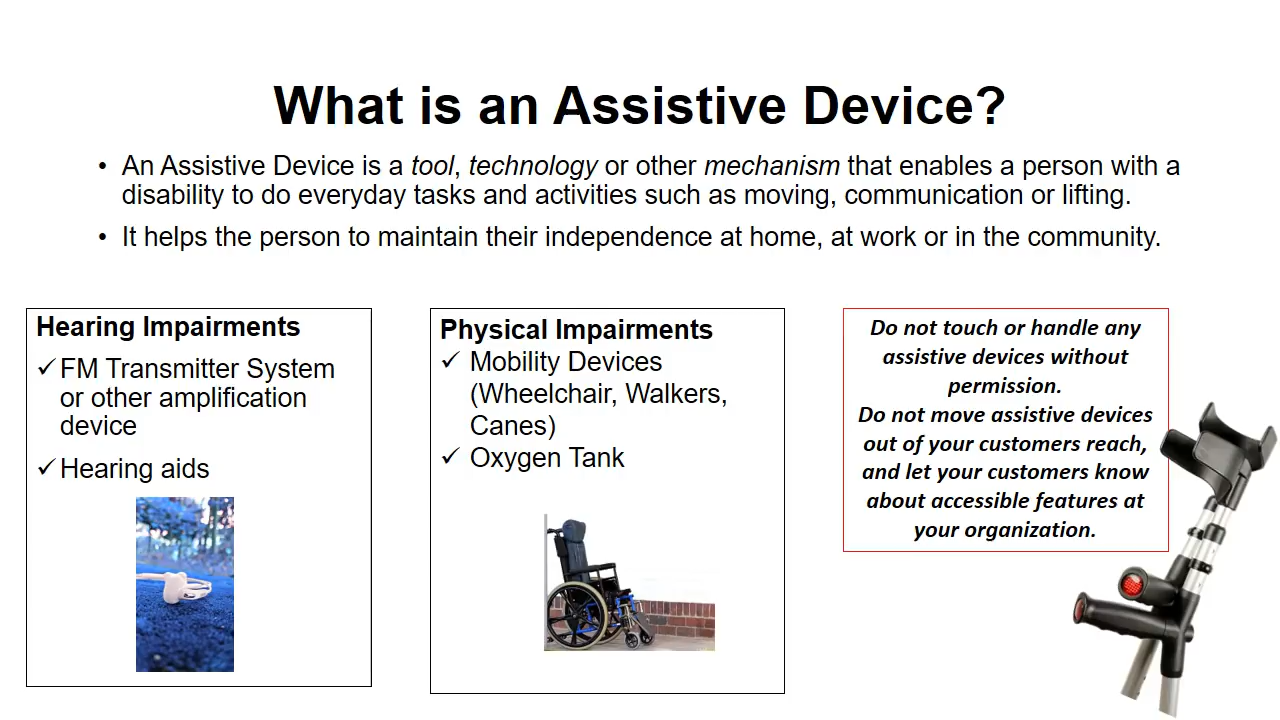 What is an Assistive Device?
• An Assistive Device is a tool, technology or other mechanism that enables a person with a
disability to do everyday tasks and activities such as moving, communication or lifting.
• It helps the person to maintain their independence at home, at work or in the community.
Hearing Impairments
✓ FM Transmitter System
or other amplification
device
✓ Hearing aids
Physical Impairments
✓ Mobility Devices
(Wheelchair, Walkers,
Canes)
✓ Oxygen Tank
Do not touch or handle any
assistive devices without
permission.
Do not move assistive devices
out of your customers reach,
and let your customers know
about accessible features at
your organization.